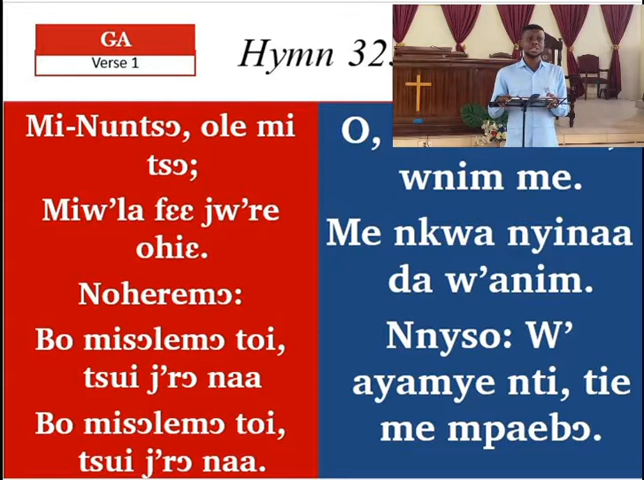 GA
Verse 1
Hymn 32
Mi-Nuntsɔ, ole mi
tsɔ;
Miw'la fɛɛ jw're
ohiɛ.
Noheremɔ:
Bo misɔlemɔ toi,
tsui j'rɔ naa
Bo misɔlemɔ toi,
tsui j'rɔ naa.
O,
wnim me.
Me nkwa nyinaa
da w'anim.
Nnyso: W'
ayamye nti, tie
me mpaebɔ.